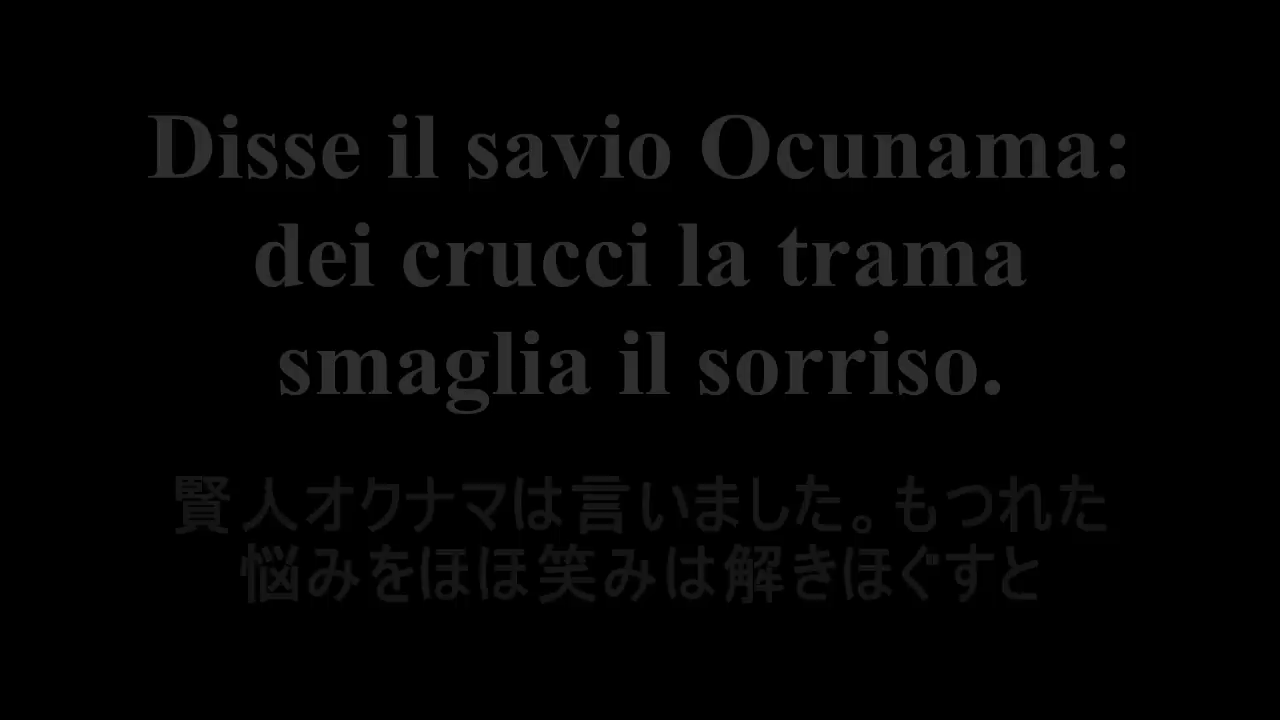 Disse il savio Ocunama:
dei crucci la trama
smaglia il sorriso.
賢人オクナマは言いました。もつれた
悩みをほほ笑みは解きほぐすと